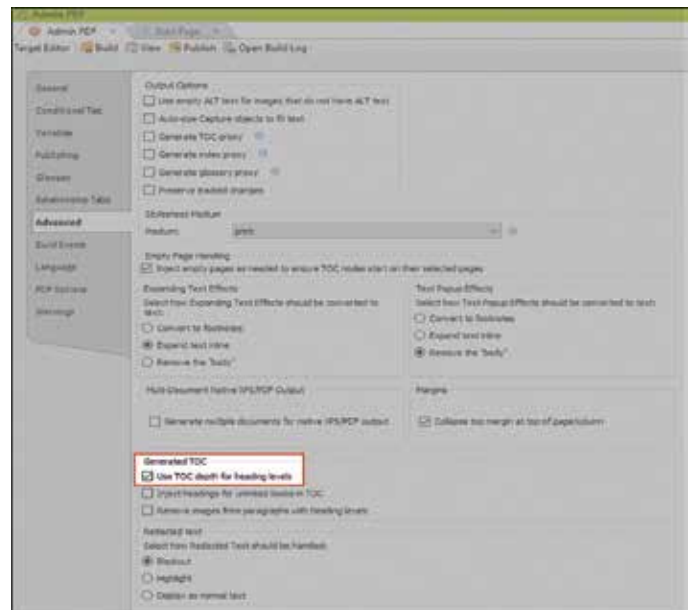 Admin PDF
Admin PDF
Start Page
Target Editor Build View Publish Open Build Log
General
Conditional Text
Variables
Publishing
Glossary
Relationship Table
Advanced
Build Events
Language
PDF Options
Warnings
Output Options
Use empty ALT text for images that do not have ALT text
Auto-size Capture objects to fit text
Generate TOC proxy
Generate index proxy
Generate glossary proxy
Preserve tracked changes
Stylesheet Medium
Medium: print
Empty Page Handling
Inject empty pages as needed to ensure TOC nodes start on their selected pages
Expanding Text Effects
Select how Expanding Text Effects should be converted to
text:
Convert to footnotes
Expand text inline
Remove the "body"
Text Popup Effects
Select how Text Popup Effects should be converted to text:
Convert to footnotes
Expand text inline
Remove the "body"
Multi-Document Native XPS/PDF Output
Generate multiple documents for native XPS/PDF output
Margins
Collapse top margin at top of page/column
Generated TOC
Use TOC depth for heading levels
Inject headings for unlinked books in TOC
Remove images from paragraphs with heading levels
Redacted text
Select how Redacted Text should be handled:
Blackout
Highlight
Display as normal text